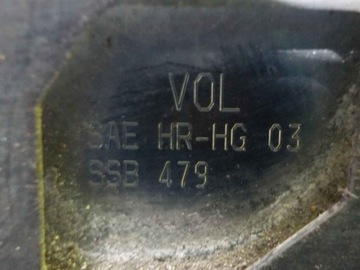 VOL
SAE HR-HG 03
SSB 479